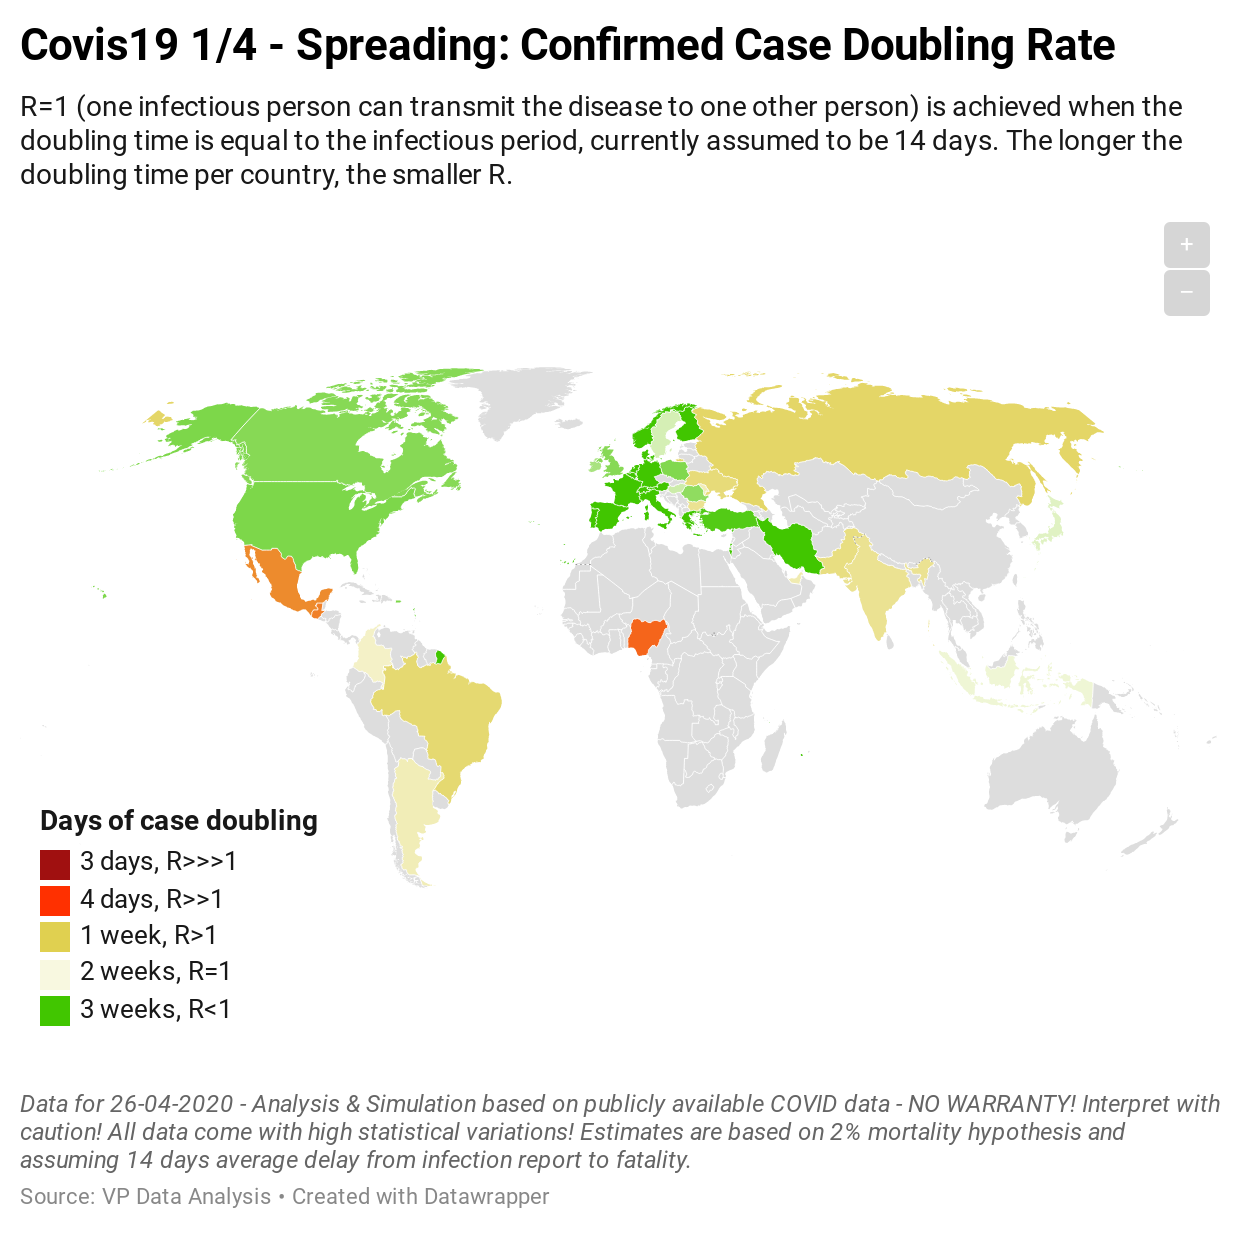 Covis19 1/4 - Spreading: Confirmed Case Doubling Rate
R=1 (one infectious person can transmit the disease to one other person) is achieved when the
doubling time is equal to the infectious period, currently assumed to be 14 days. The longer the
doubling time per country, the smaller R.
+
−
Days of case doubling
3 days, R>>>1
4 days, R>>1
1 week, R>1
2 weeks, R=1
3 weeks, R<1
Data for 26-04-2020 - Analysis & Simulation based on publicly available COVID data - NO WARRANTY! Interpret with
caution! All data come with high statistical variations! Estimates are based on 2% mortality hypothesis and
assuming 14 days average delay from infection report to fatality.
Source: VP Data Analysis • Created with Datawrapper